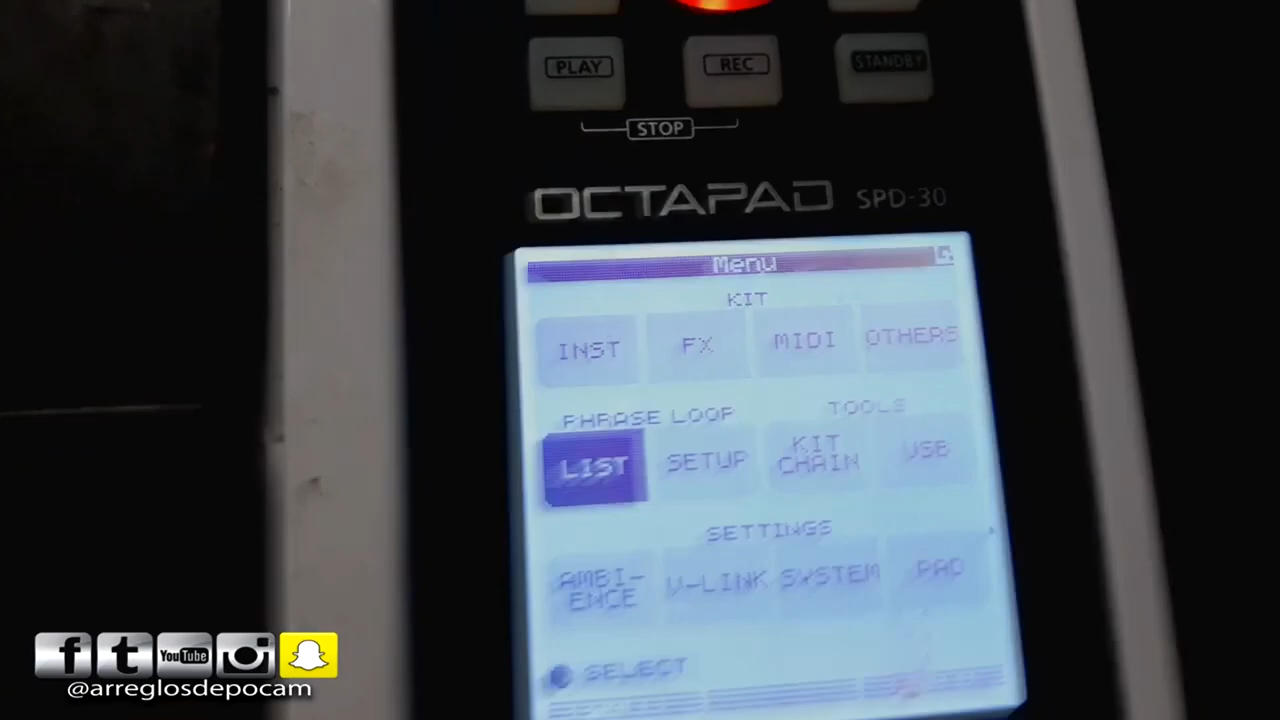 PLAY REC STANDBY
STOP
OCTAPAD SPD-30
Menu
KIT
INST FX MIDI OTHERS
PHRASE LOOP TOOLS
LIST SETUP KIT CHAIN USB
SETTINGS
AMBI-ENCE V-LINK SYSTEM PAD
SELECT
f t YouTube
@arreglosdepocam